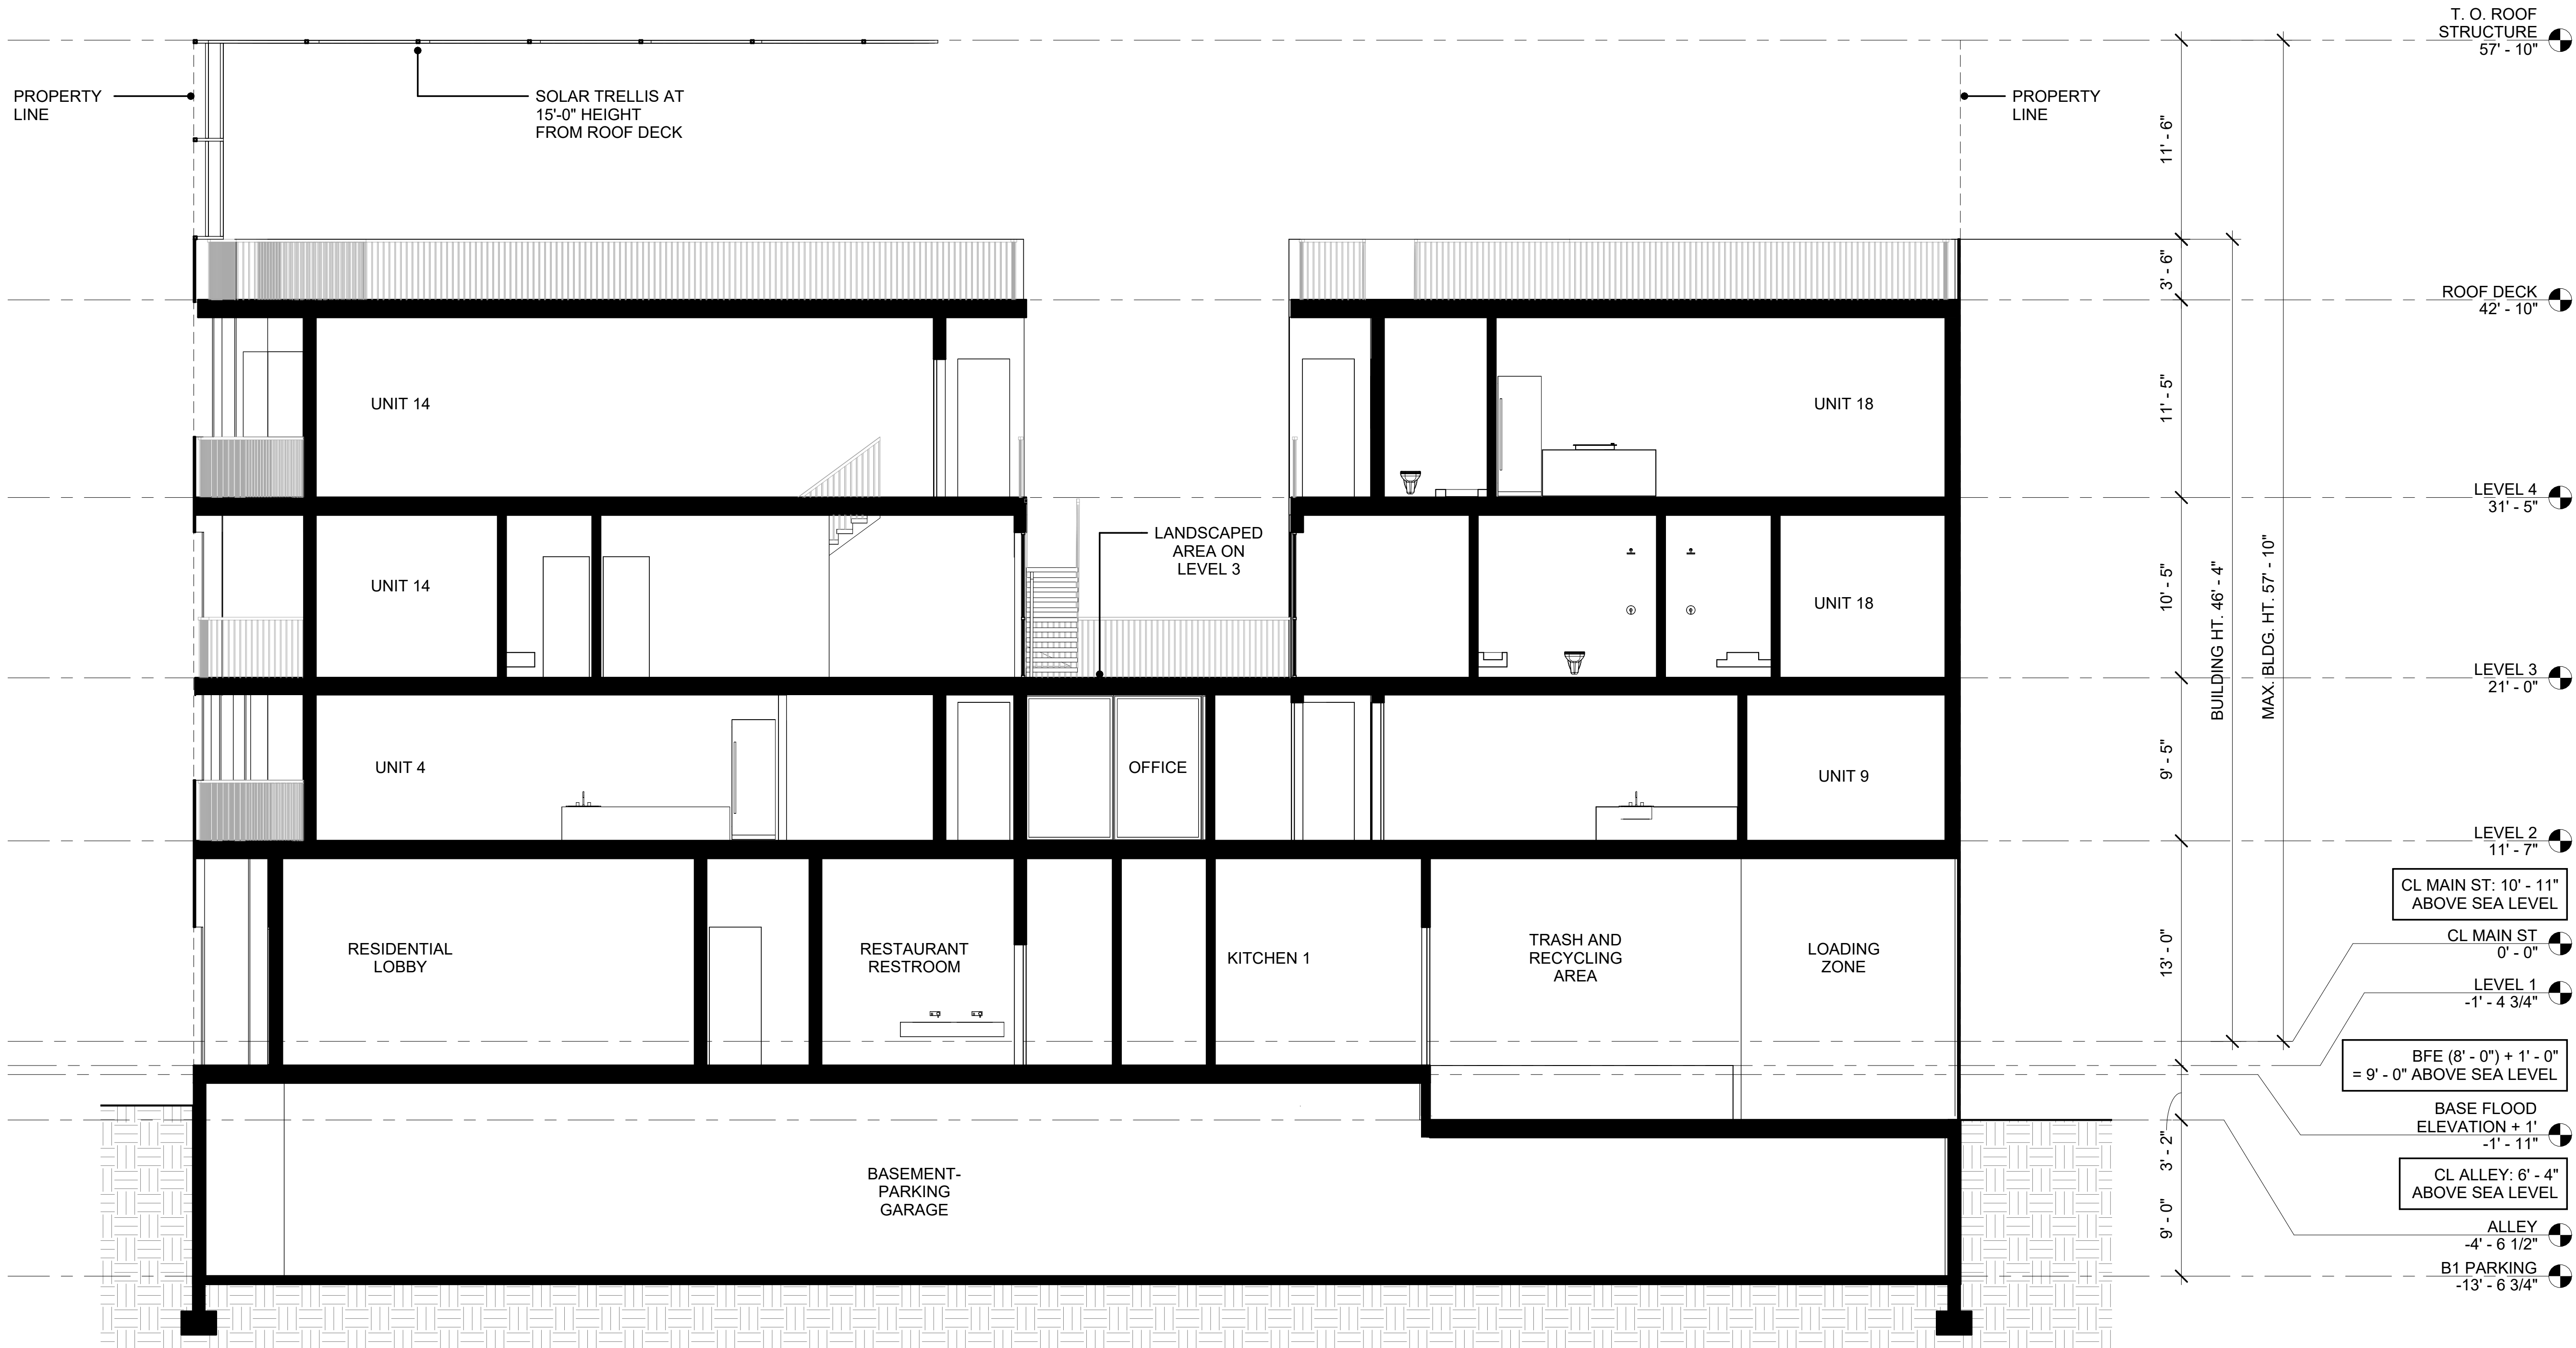 T. O. ROOF
STRUCTURE
57' - 10"
PROPERTY
LINE
SOLAR TRELLIS AT
15'-0" HEIGHT
FROM ROOF DECK
PROPERTY
LINE
11' - 6"
3' - 6"
ROOF DECK
42' - 10"
UNIT 14
UNIT 18
11' - 5"
LEVEL 4
31' - 5"
UNIT 14
LANDSCAPED
AREA ON
LEVEL 3
UNIT 18
10' - 5"
BUILDING HT. 46' - 4"
MAX. BLDG. HT. 57' - 10"
LEVEL 3
21' - 0"
UNIT 4
OFFICE
UNIT 9
9' - 5"
LEVEL 2
11' - 7"
CL MAIN ST: 10' - 11"
ABOVE SEA LEVEL
RESIDENTIAL
LOBBY
RESTAURANT
RESTROOM
KITCHEN 1
TRASH AND
RECYCLING
AREA
LOADING
ZONE
13' - 0"
CL MAIN ST
0' - 0"
LEVEL 1
-1' - 4 3/4"
BFE (8' - 0") + 1' - 0"
= 9' - 0" ABOVE SEA LEVEL
BASE FLOOD
ELEVATION + 1'
-1' - 11"
3' - 2"
CL ALLEY: 6' - 4"
ABOVE SEA LEVEL
BASEMENT-
PARKING
GARAGE
9' - 0"
ALLEY
-4' - 6 1/2"
B1 PARKING
-13' - 6 3/4"